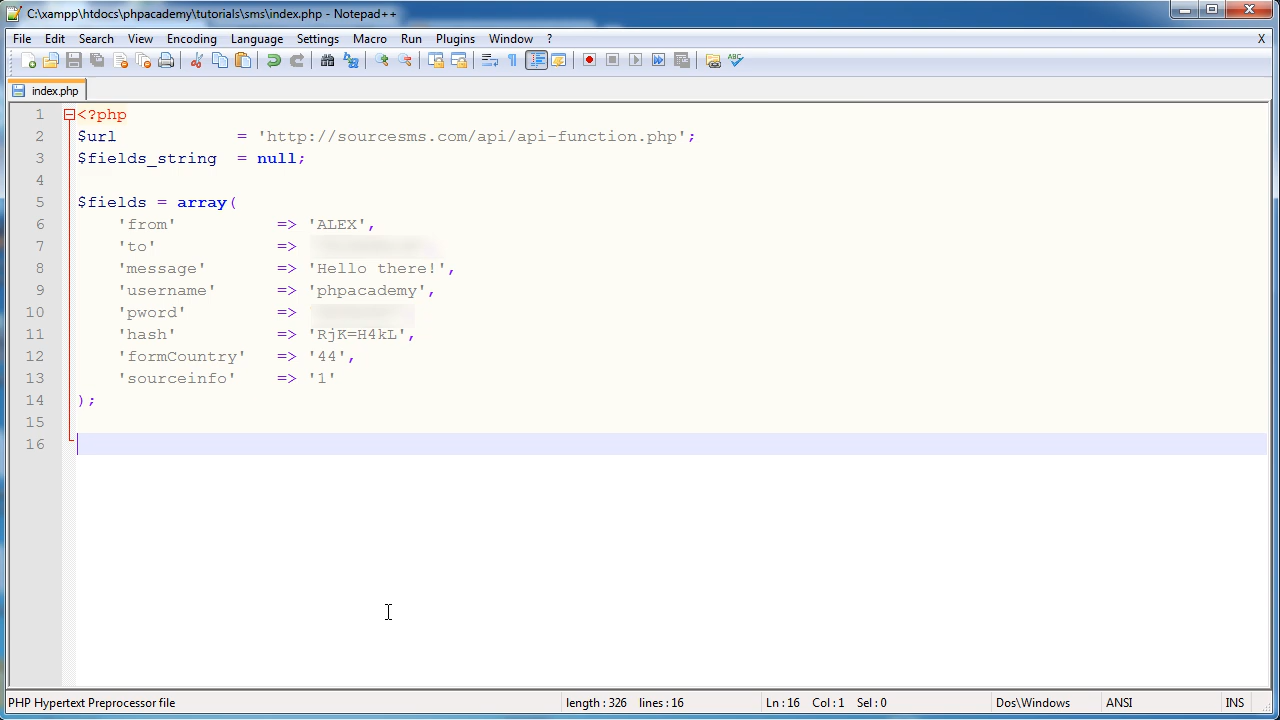 C:\xampp\htdocs\phpacademy\tutorials\sms\index.php - Notepad++
File Edit Search View Encoding Language Settings Macro Run Plugins Window ? X
index.php
1 <?php
2 $url = 'http://sourcesms.com/api/api-function.php';
3 $fields_string = null;
4
5 $fields = array(
6 'from' => 'ALEX',
7 'to' =>
8 'message' => 'Hello there!',
9 'username' => 'phpacademy',
10 'pword' =>
11 'hash' => 'RjK=H4kL',
12 'formCountry' => '44',
13 'sourceinfo' => '1'
14 );
15
16
PHP Hypertext Preprocessor file length : 326 lines : 16 Ln : 16 Col : 1 Sel : 0 Dos\Windows ANSI INS